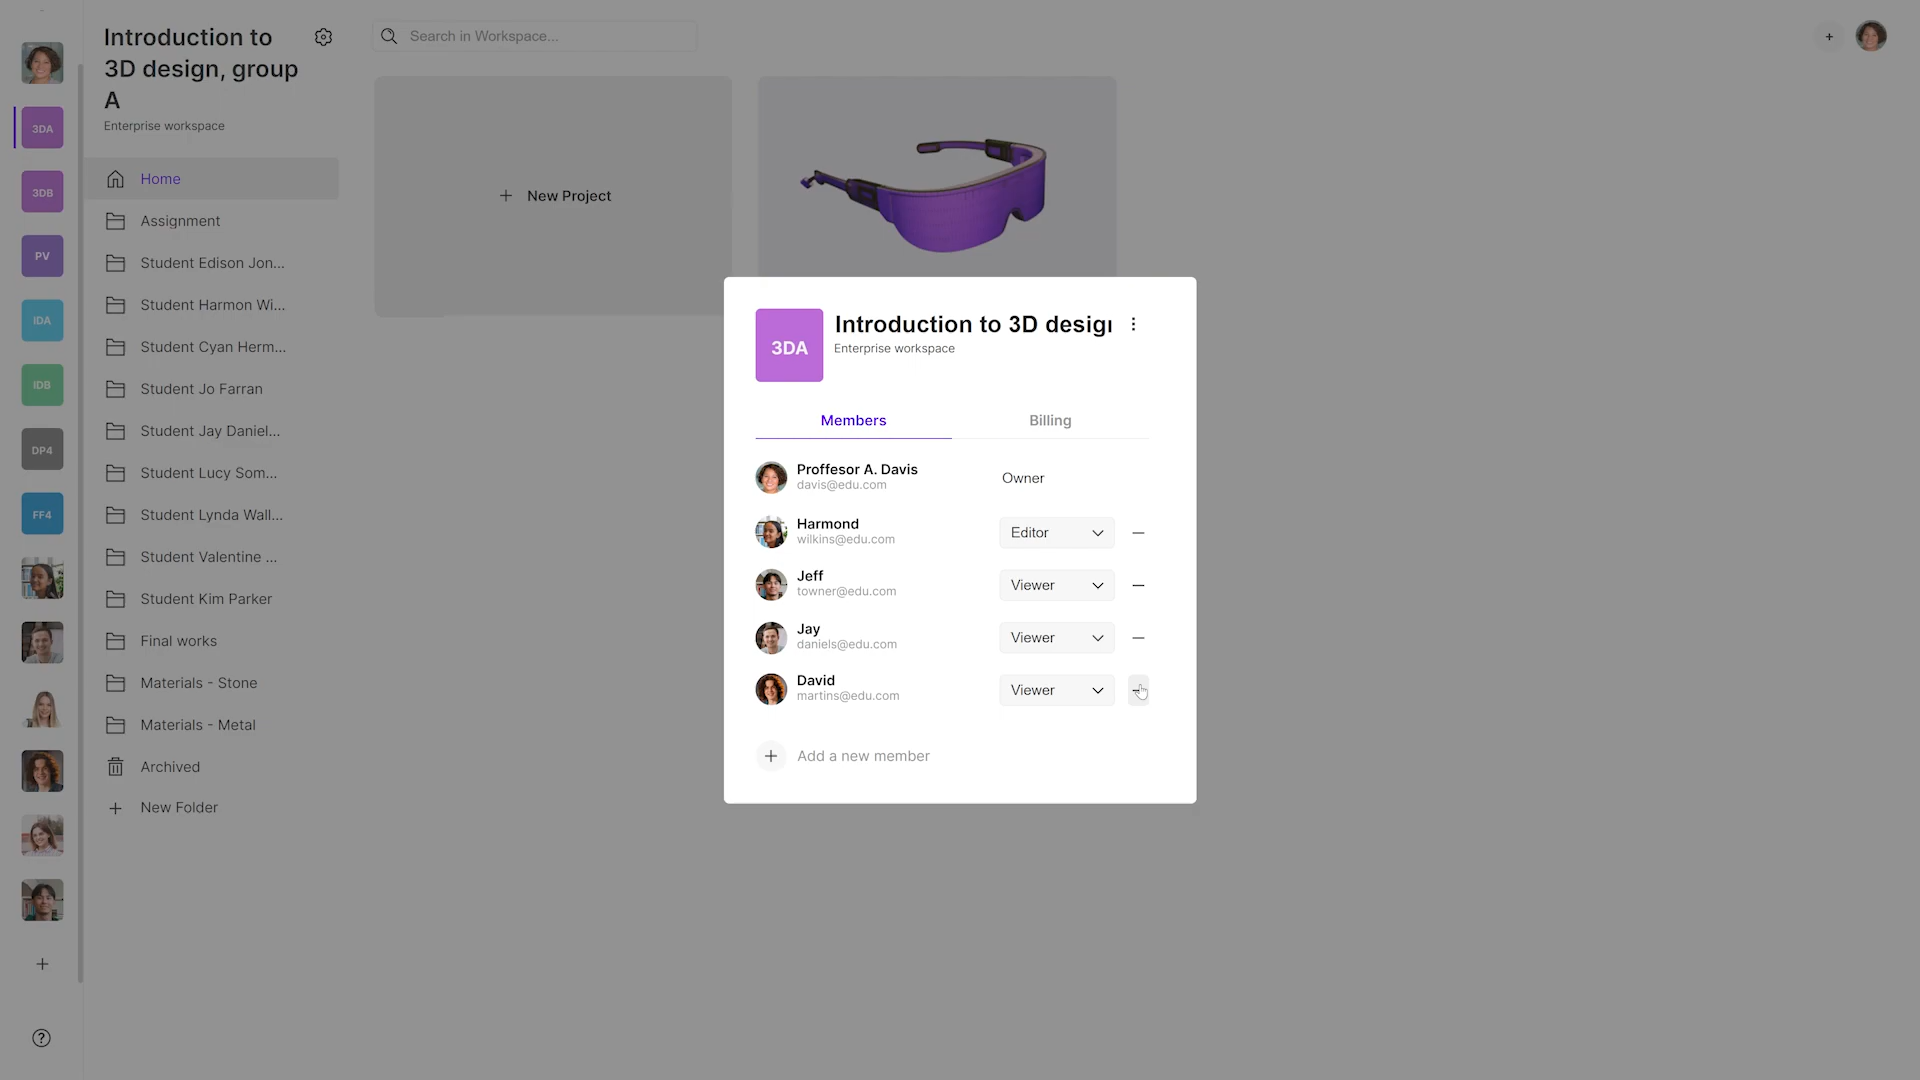 Introduction to
3D design, group
A
Enterprise workspace
Search in Workspace...
3DA
3DB
PV
IDA
IDB
DP4
FF4
Home
Assignment
Student Edison Jon...
Student Harmon Wi...
Student Cyan Herm...
Student Jo Farran
Student Jay Daniel...
Student Lucy Som...
Student Lynda Wall...
Student Valentine ...
Student Kim Parker
Final works
Materials - Stone
Materials - Metal
Archived
New Folder
New Project
3DA
Introduction to 3D desig
Enterprise workspace
Members
Billing
Proffesor A. Davis
davis@edu.com
Owner
Harmond
wilkins@edu.com
Editor
Jeff
towner@edu.com
Viewer
Jay
daniels@edu.com
Viewer
David
martins@edu.com
Viewer
Add a new member